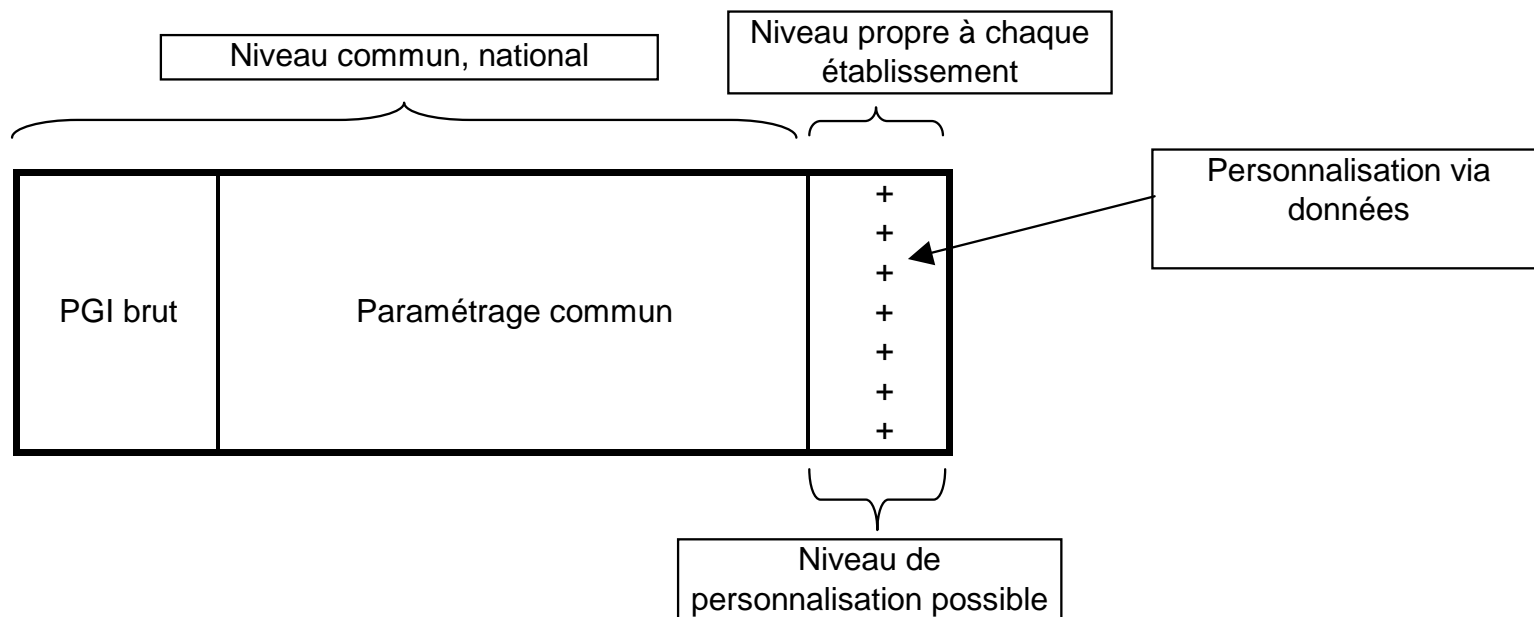 Niveau commun, national
Niveau propre à chaque
établissement
Personnalisation via
données
PGI brut
Paramétrage commun
+
+
+
+
+
+
+
Niveau de
personnalisation possible